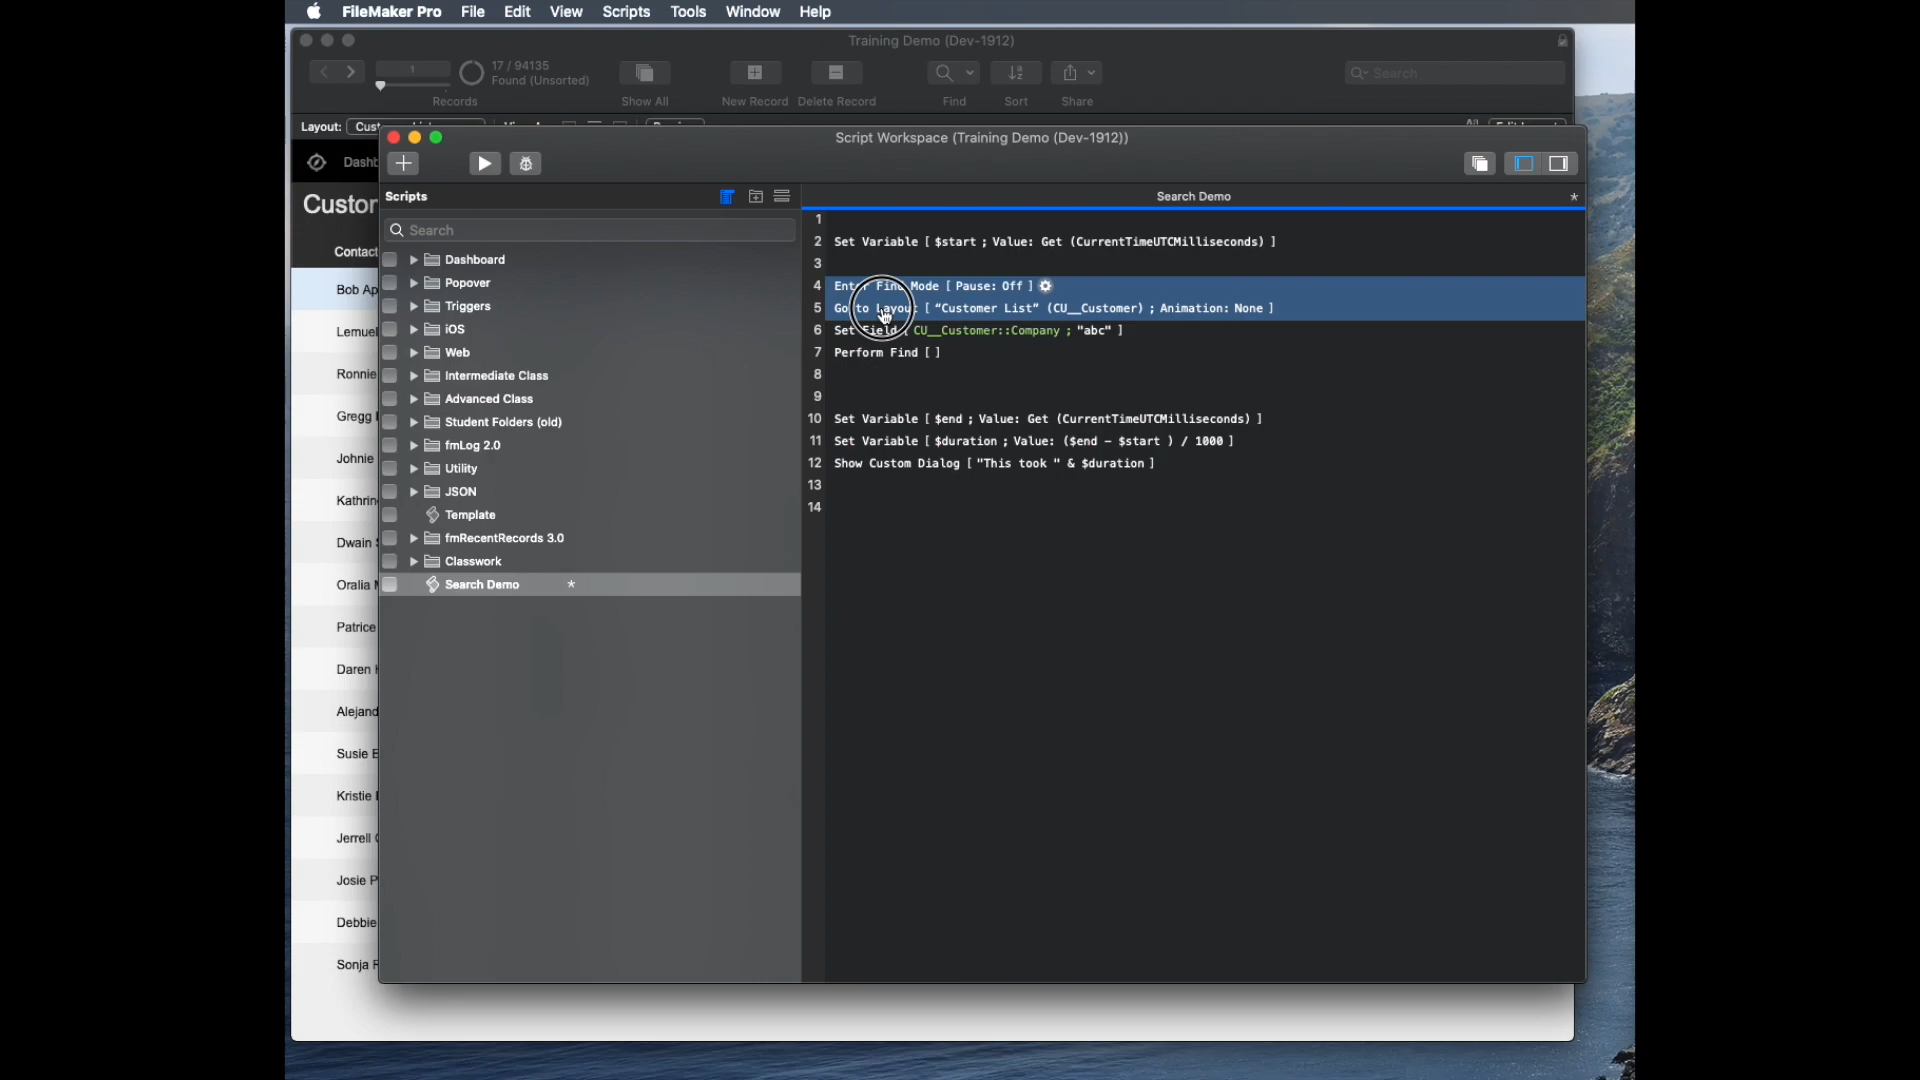 FileMaker Pro File Edit View Scripts Tools Window Help
Training Demo (Dev-1912)
1
17 / 94135
Found (Unsorted)
Search
Records Show All New Record Delete Record Find Sort Share
Layout:
Script Workspace (Training Demo (Dev-1912))
Scripts
Search Demo *
Search
Dashboard
Popover
Triggers
iOS
Web
Intermediate Class
Advanced Class
Student Folders (old)
fmLog 2.0
Utility
JSON
Template
fmRecentRecords 3.0
Classwork
Search Demo *
1
2 Set Variable [ $start ; Value: Get (CurrentTimeUTCMilliseconds) ]
3
4 Enter Find Mode [ Pause: Off ]
5 Go to Layout [ “Customer List” (CU__Customer) ; Animation: None ]
6 Set Field [ CU__Customer::Company ; "abc" ]
7 Perform Find [ ]
8
9
10 Set Variable [ $end ; Value: Get (CurrentTimeUTCMilliseconds) ]
11 Set Variable [ $duration ; Value: ($end - $start ) / 1000 ]
12 Show Custom Dialog [ "This took " & $duration ]
13
14
Dashb
Custor
Contact
Bob Ap
Lemuel
Ronnie
Gregg
Johnie
Kathrin
Dwain
Oralia
Patrice
Daren
Alejand
Susie E
Kristie
Jerrell
Josie P
Debbie
Sonja F